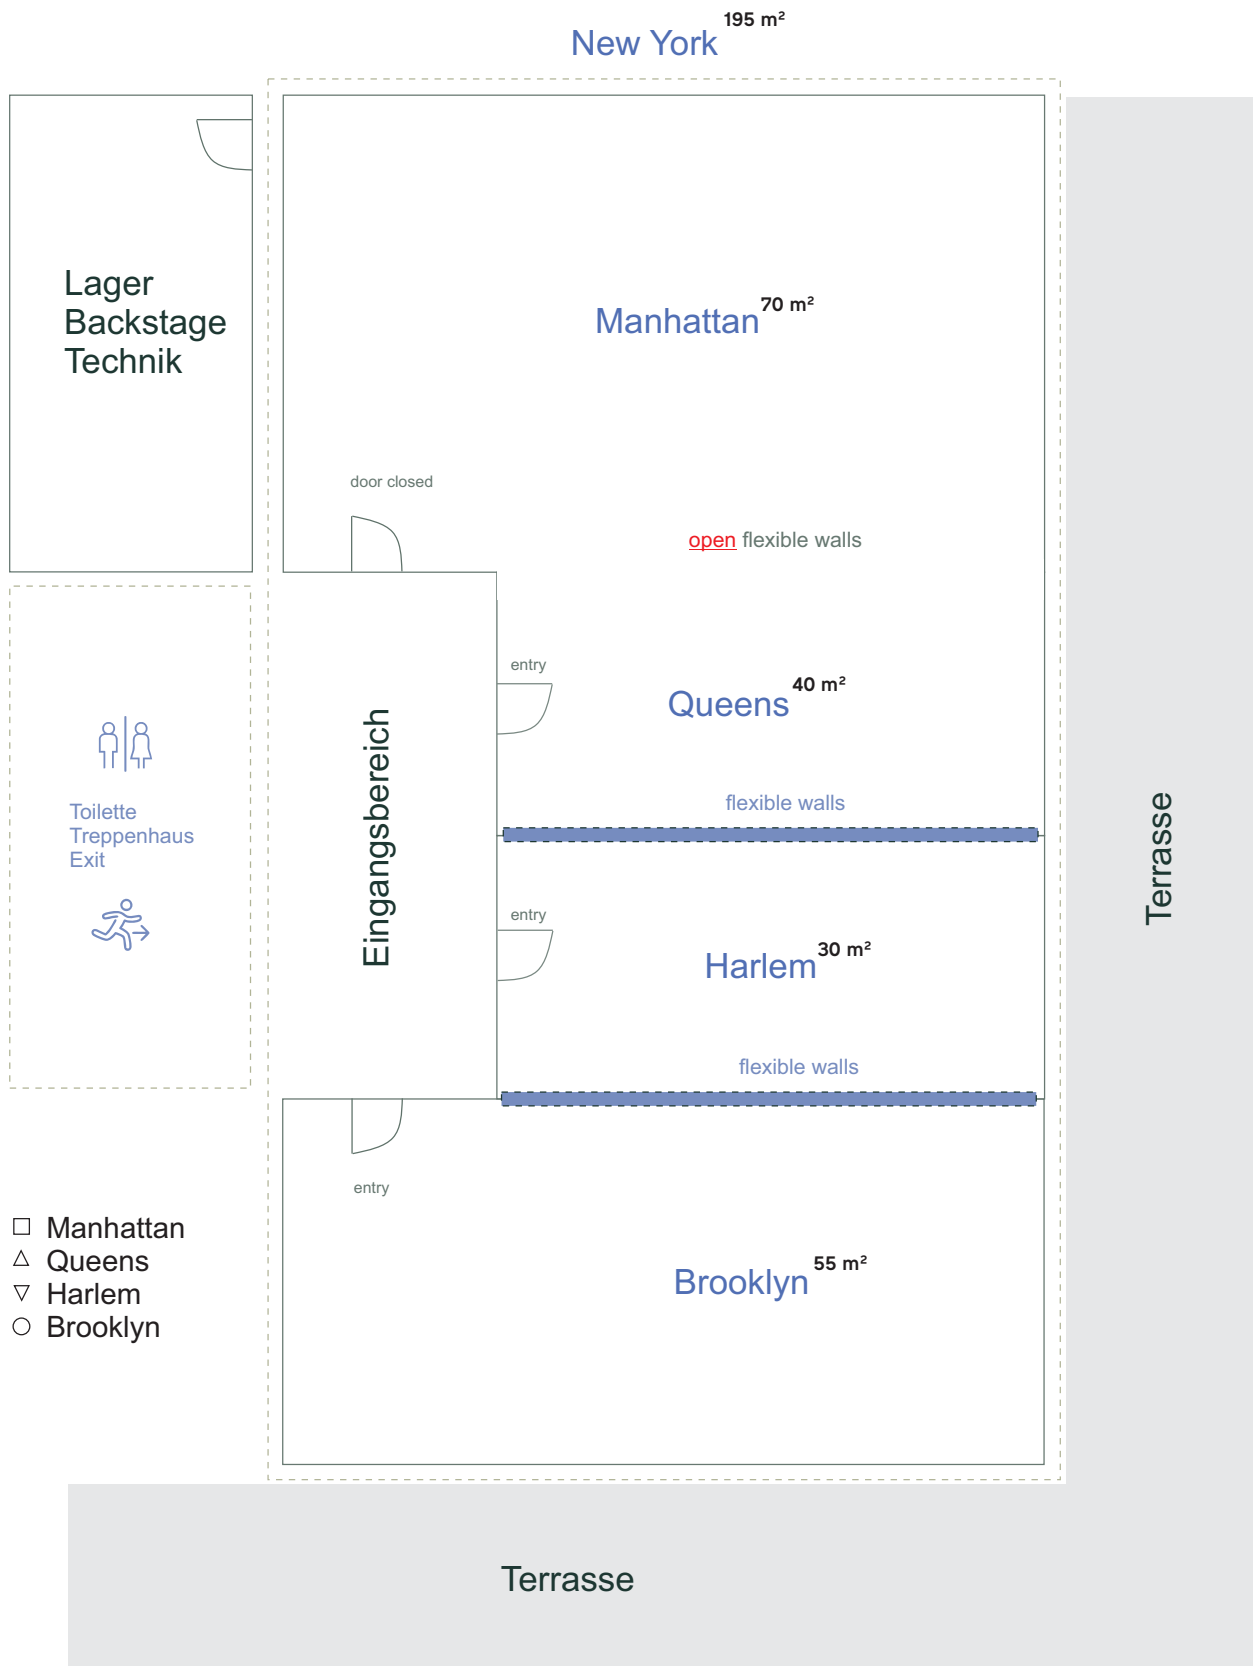 New York 195 m²
Lager
Backstage
Technik
Manhattan 70 m²
door closed
open flexible walls
entry
Queens 40 m²
flexible walls
Eingangsbereich
Toilette
Treppenhaus
Exit
Terrasse
entry
Harlem 30 m²
flexible walls
entry
Manhattan
Queens
Harlem
Brooklyn
Brooklyn 55 m²
Terrasse